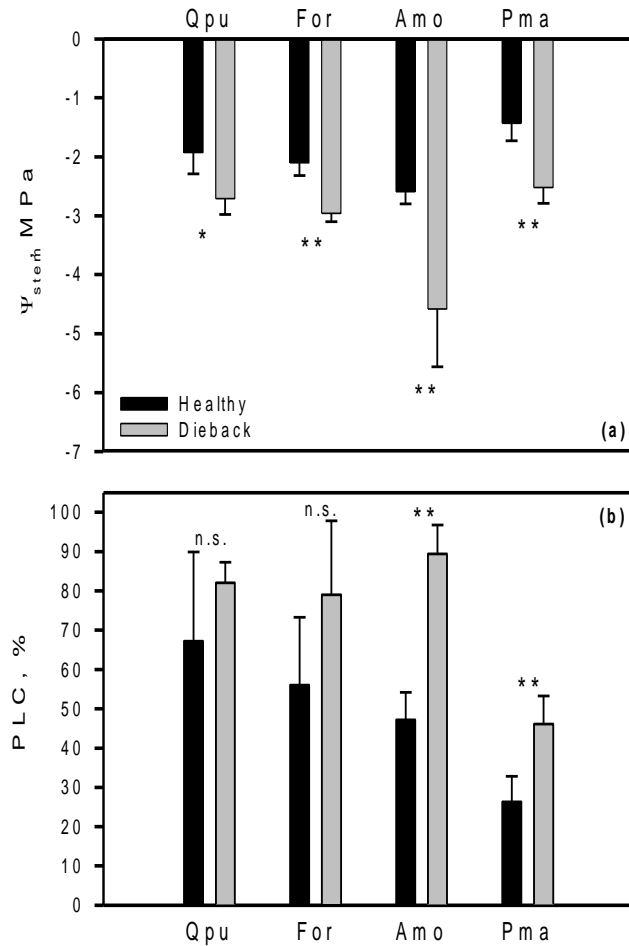 Qpu For Amo Pma
0
-1
-2
-3
-4
-5
-6
-7
Ψstem, MPa
* ** ** **
Healthy
Dieback
(a)
(b)
100
90
80
70
60
50
40
30
20
10
0
PLC, %
n.s. n.s. ** **
Qpu For Amo Pma